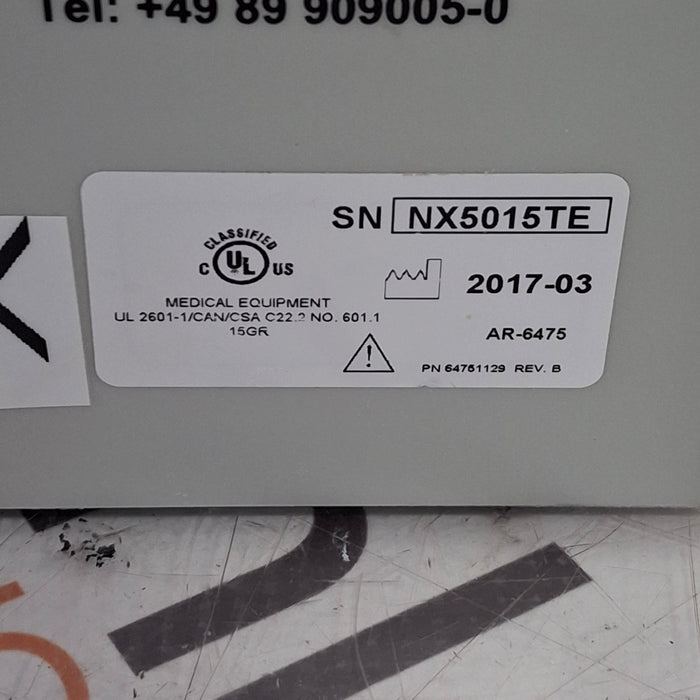 Tel: +49 89 909005-0
SN NX5015TE
CLASSIFIED
C UL US
2017-03
MEDICAL EQUIPMENT
UL 2601-1/CAN/CSA C22.2 NO. 601.1
15GR
AR-6475
PN 64751129 REV. B